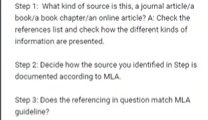 Step 1: What kind of source is this, a journal article/a
book/a book chapter/an online article? A: Check the
references list and check how the different kinds of
information are presented.
Step 2: Decide how the source you identified in Step is
documented according to MLA.
Step 3: Does the referencing in question match MLA
guideline?